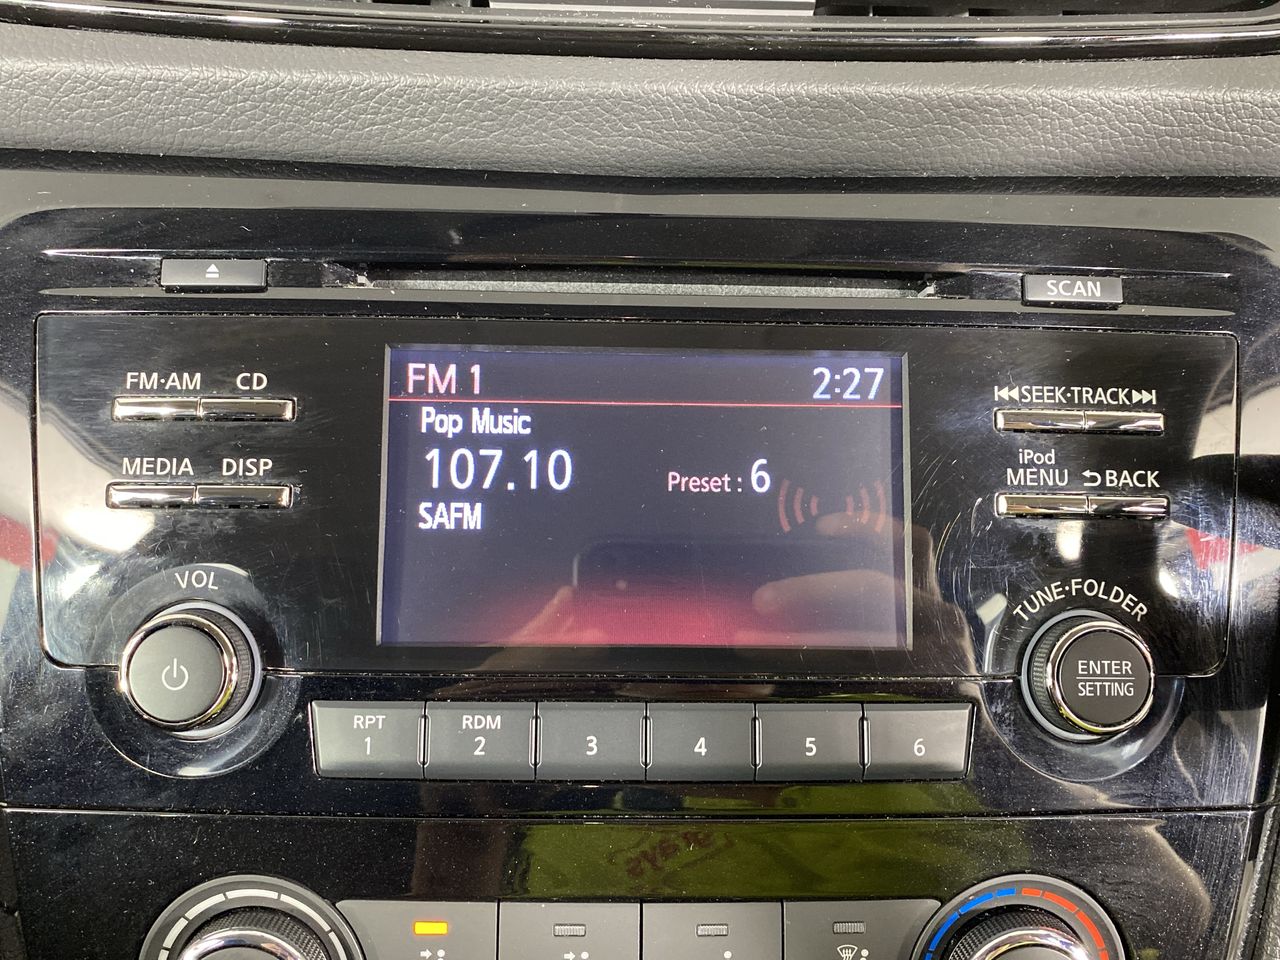 SCAN
FM·AM CD
MEDIA DISP
VOL
FM 1 2:27
Pop Music
107.10 Preset : 6
SAFM
SEEK·TRACK
iPod
MENU BACK
TUNE·FOLDER
ENTER
SETTING
RPT RDM
1 2 3 4 5 6